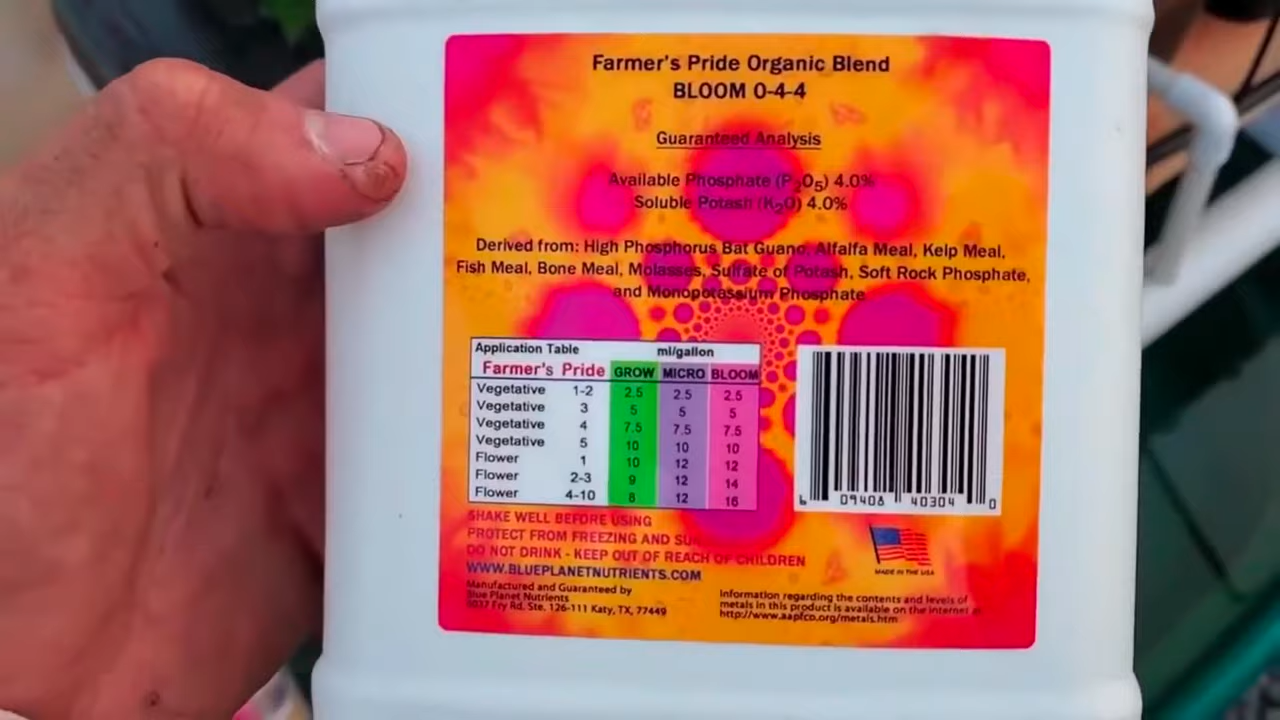 Farmer's Pride Organic Blend
BLOOM 0-4-4
Guaranteed Analysis
Available Phosphate (P₂O₅) 4.0%
Soluble Potash (K₂O) 4.0%
Derived from: High Phosphorus Bat Guano, Alfalfa Meal, Kelp Meal,
Fish Meal, Bone Meal, Molasses, Sulfate of Potash, Soft Rock Phosphate,
and Monopotassium Phosphate
Application Table ml/gallon
Farmer's Pride GROW MICRO BLOOM
Vegetative 1-2 2.5 2.5 2.5
Vegetative 3 5 5 5
Vegetative 4 7.5 7.5 7.5
Vegetative 5 10 10 10
Flower 1 10 12 12
Flower 2-3 9 12 14
Flower 4-10 8 12 16
6 09408 40304 0
SHAKE WELL BEFORE USING
PROTECT FROM FREEZING AND
DO NOT DRINK - KEEP OUT OF REACH OF CHILDREN
WWW.BLUEPLANETNUTRIENTS.COM
MADE IN THE USA
Manufactured and Guaranteed by
Blue Planet Nutrients
Fry Rd. Ste. 126-111 Katy, TX, 77449
Information regarding the contents and levels of
metals in this product is available on the internet at
http://www.aapfco.org/metals.htm